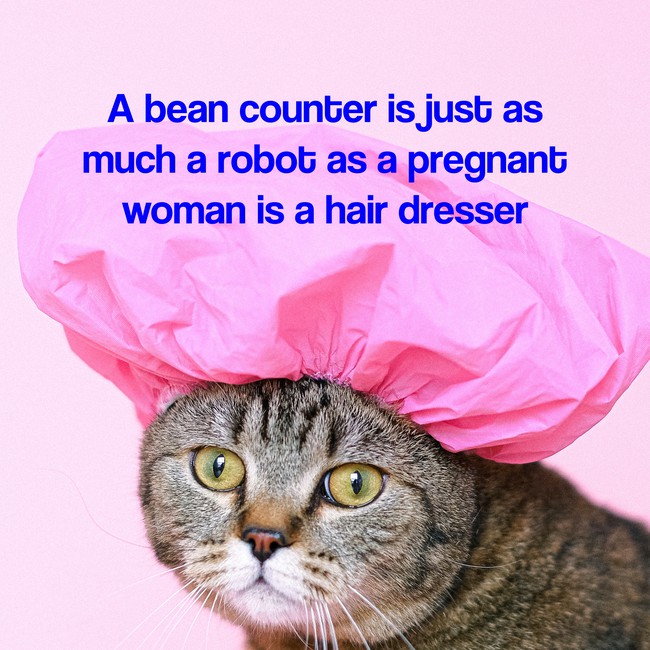 A bean counter is just as
much a robot as a pregnant
woman is a hair dresser